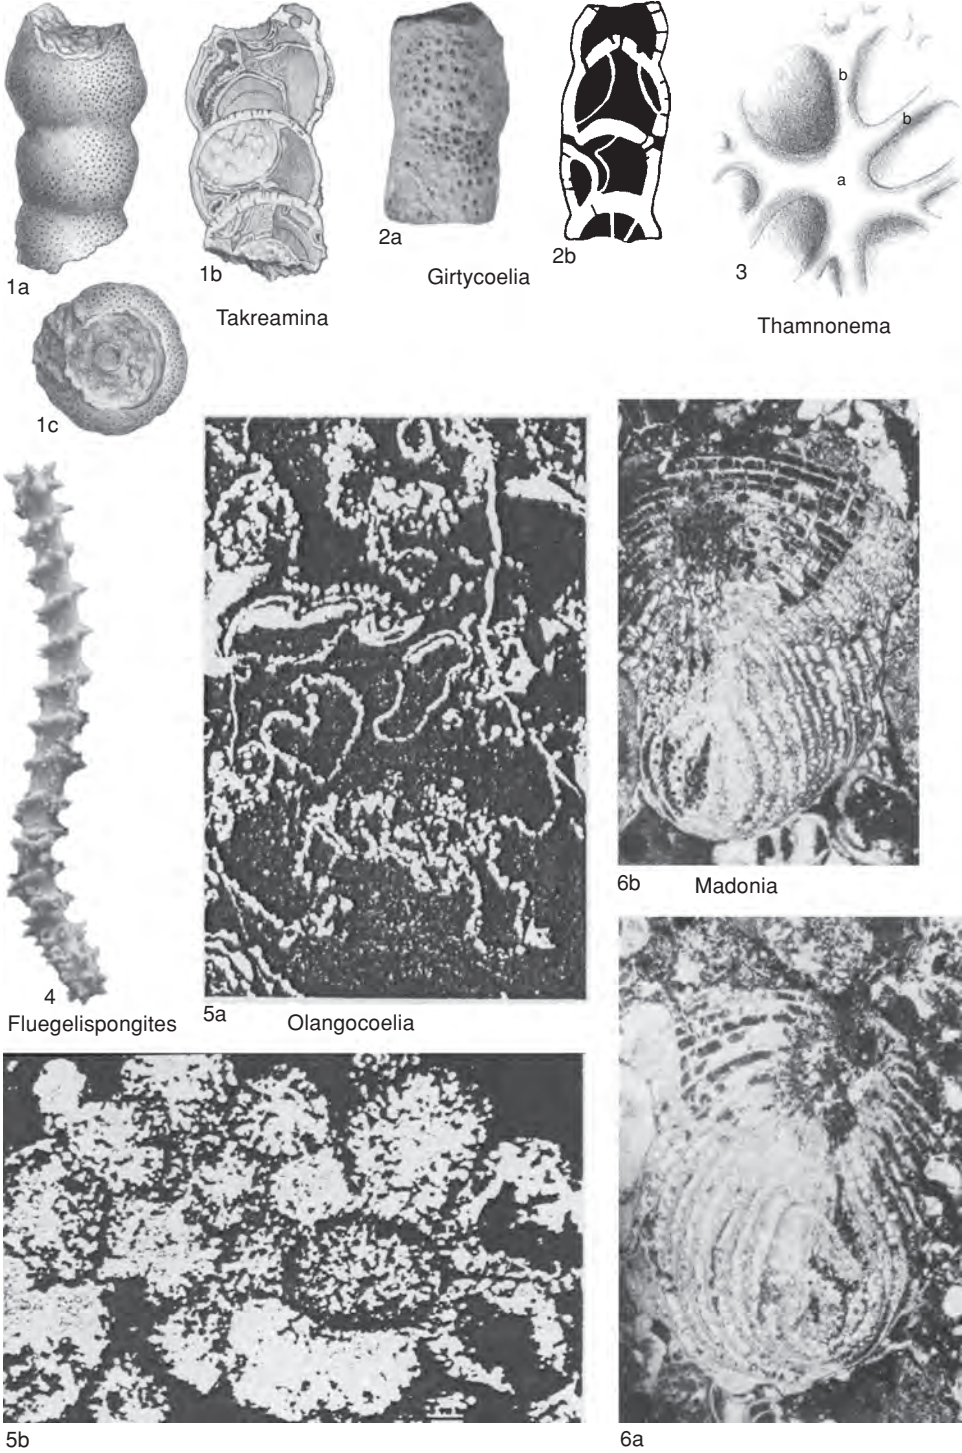 1a
1b
Takreamina
2a
Girtycoelia
2b
b
b
a
3
Thamnonema
1c
4
Fluegelispongites
5a
Olangocoelia
6b
Madonia
5b
6a